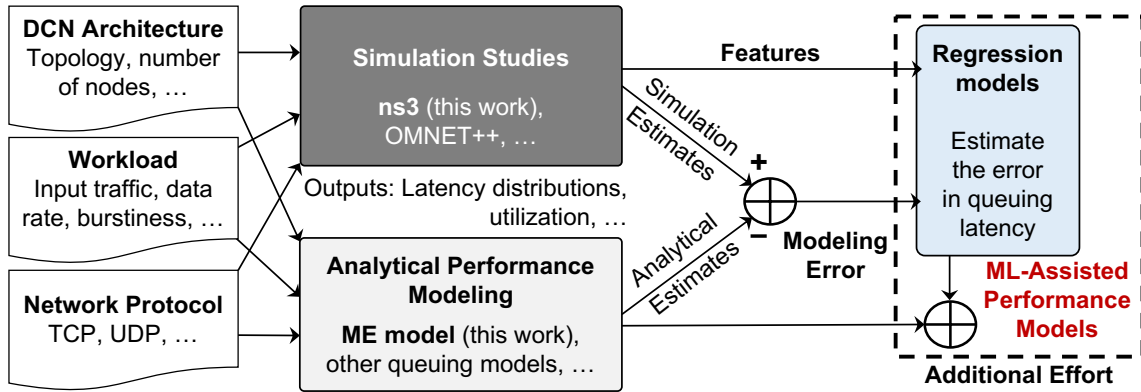 DCN Architecture
Topology, number
of nodes, …
Workload
Input traffic, data
rate, burstiness, …
Network Protocol
TCP, UDP, …
Simulation Studies
ns3 (this work),
OMNET++, …
Outputs: Latency distributions,
utilization, …
Analytical Performance
Modeling
ME model (this work),
other queuing models, …
Features
Simulation
Estimates
+
Analytical
Estimates
−
Modeling
Error
Regression
models
Estimate
the error
in queuing
latency
ML-Assisted
Performance
Models
Additional Effort